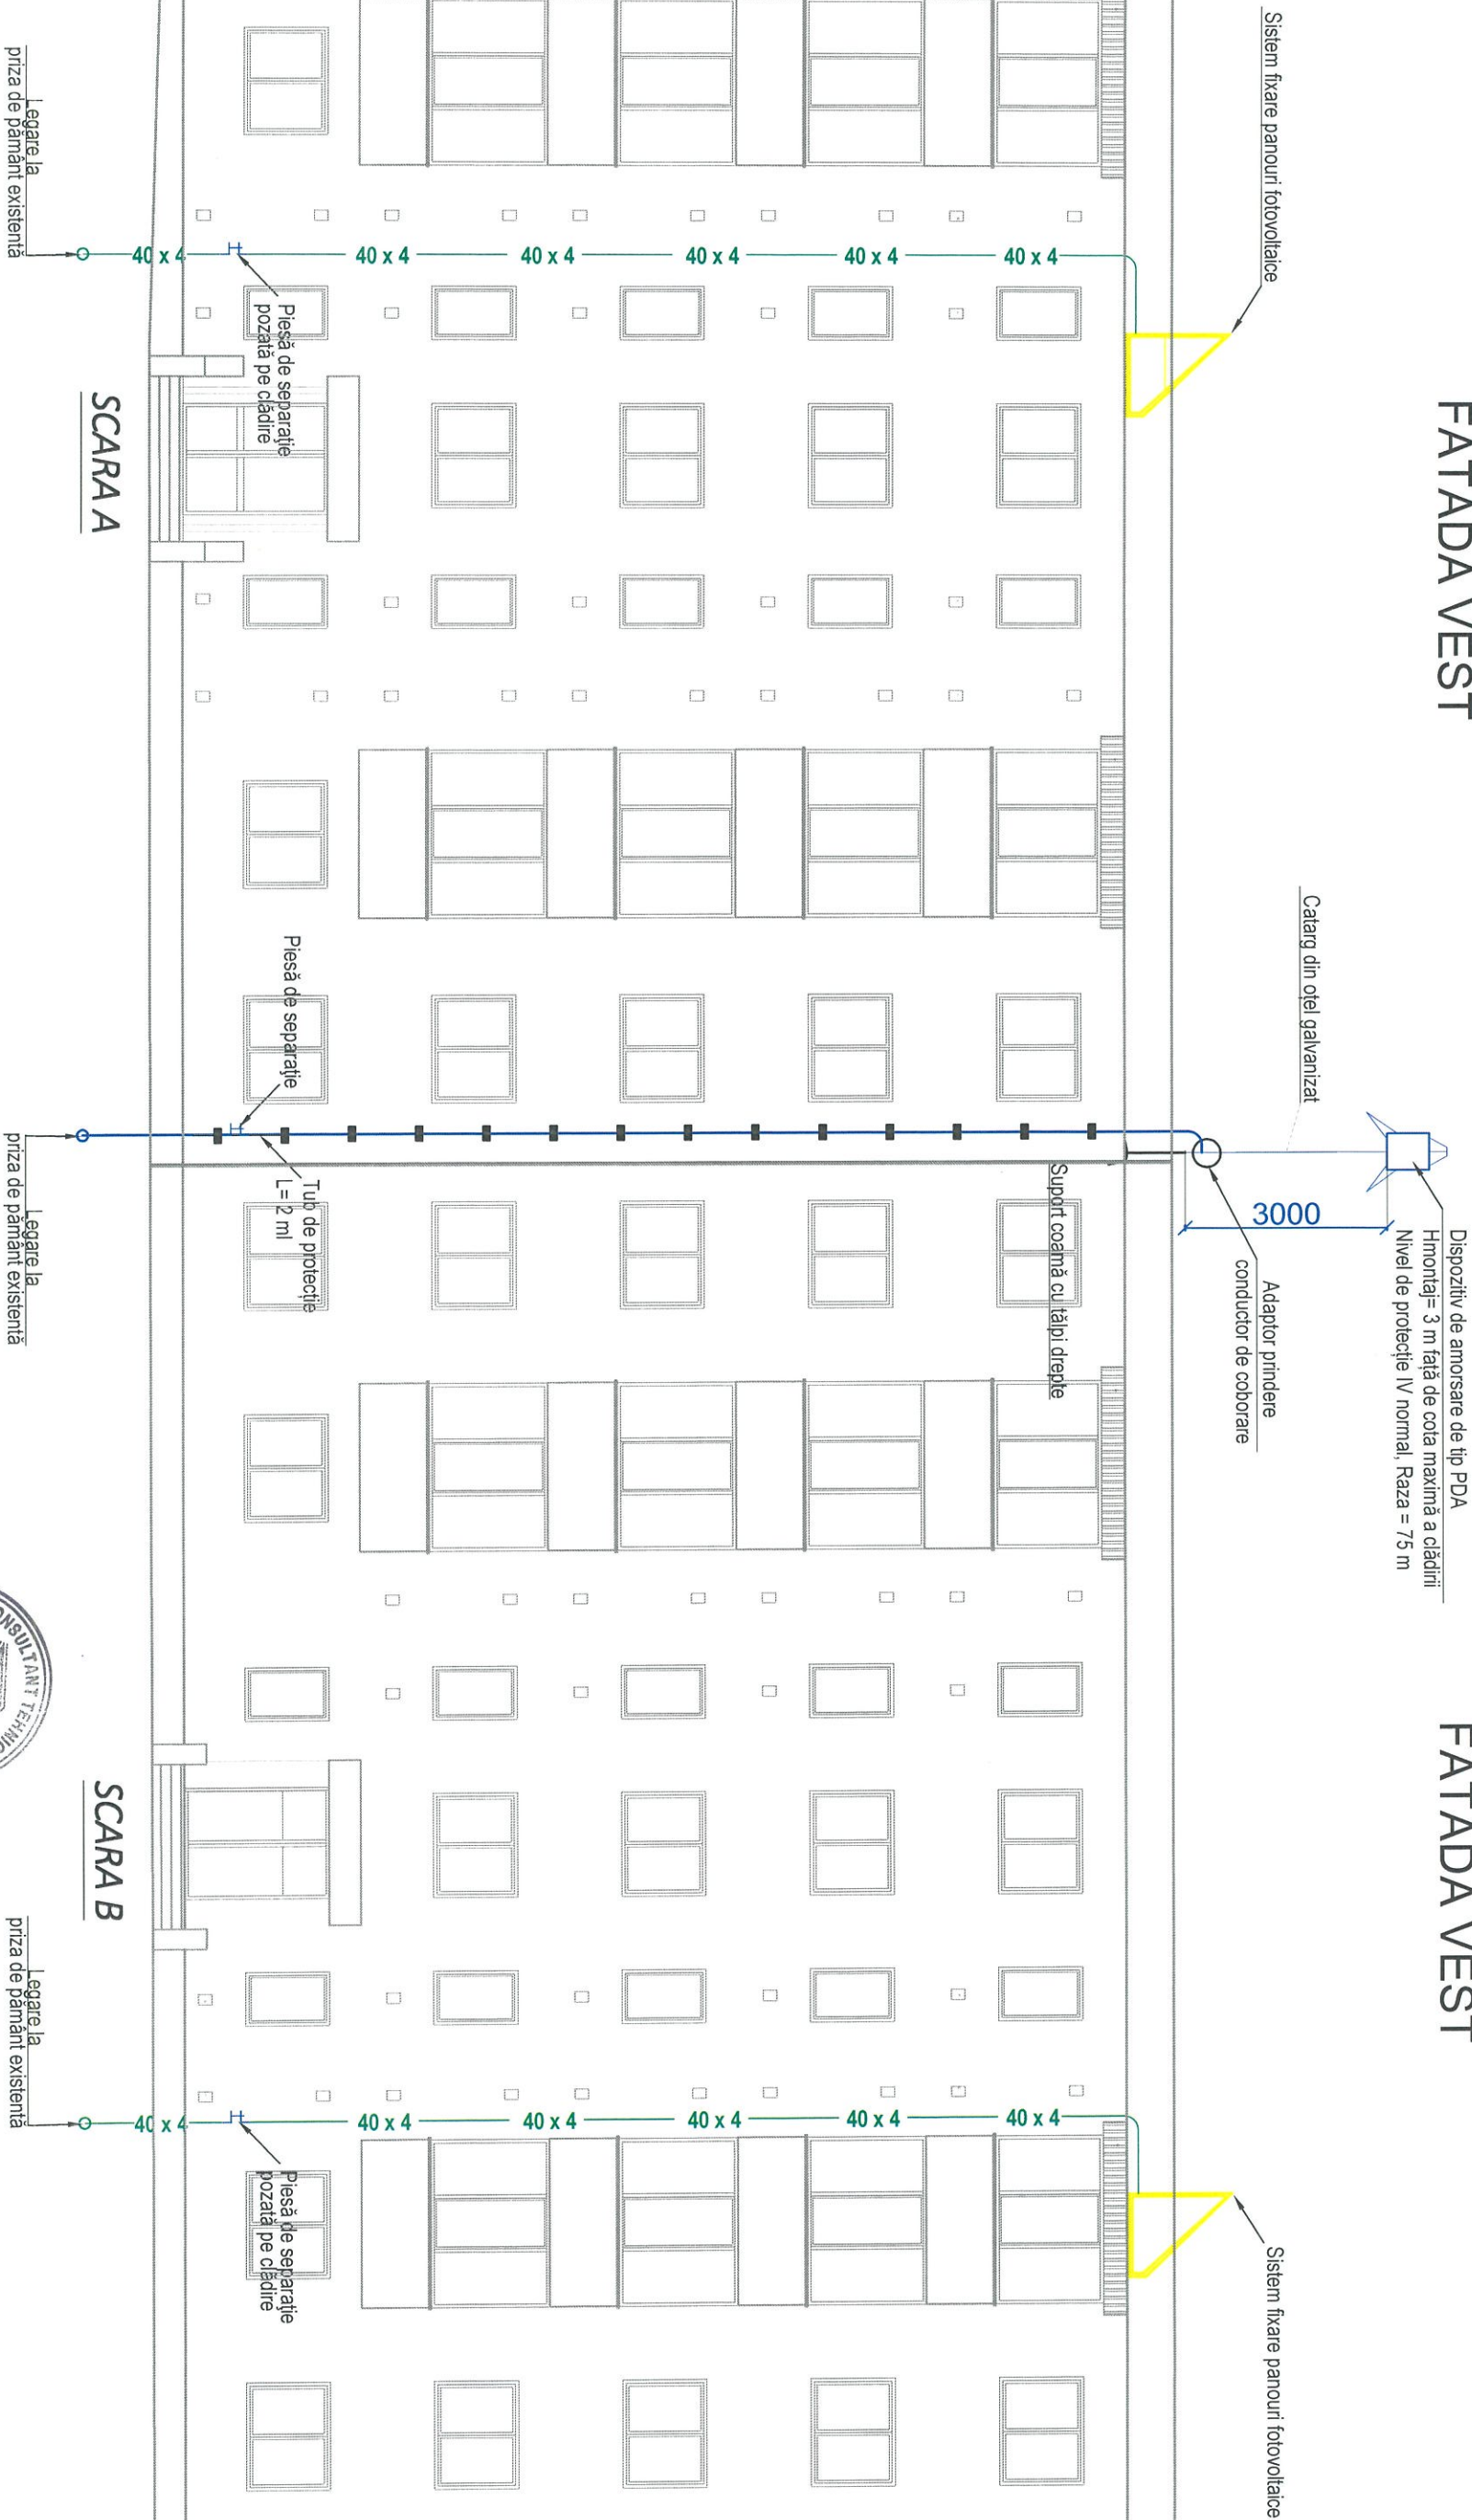 FATADA VEST
FATADA VEST
Dispozitiv de amorsare de tip PDA
Hmontaj= 3 m față de cota maximă a clădirii
Nivel de protecție IV normal, Raza = 75 m
Catarg din oțel galvanizat
3000
Adaptor prindere
conductor de coborare
Sistem fixare panouri fotovoltaice
Sistem fixare panouri fotovoltaice
Suport coamă cu tălpi drepte
40 x 4
40 x 4
40 x 4
40 x 4
40 x 4
40 x 4
40 x 4
40 x 4
40 x 4
40 x 4
40 x 4
40 x 4
Piesă de separație
pozată pe clădire
Piesă de separație
Tub de protecție
L= 2 ml
Piesă de separație
pozată pe clădire
SCARA A
SCARA B
Legare la
priza de pământ existentă
Legare la
priza de pământ existentă
Legare la
priza de pământ existentă
CONSULTANT TEHNIC